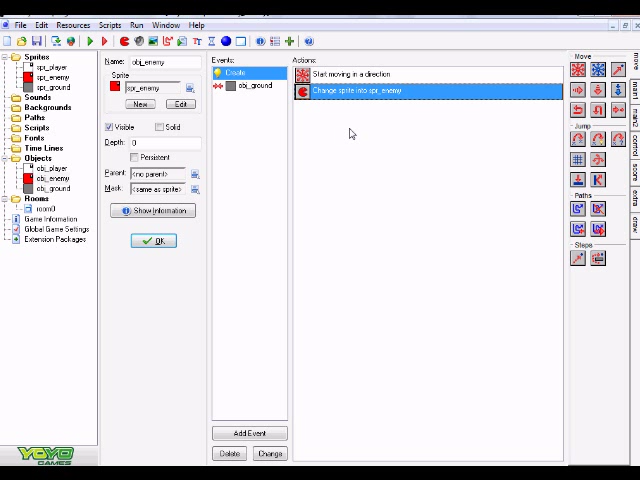 File Edit Resources Scripts Run Window Help
Sprites
spr_player
spr_enemy
spr_ground
Sounds
Backgrounds
Paths
Scripts
Fonts
Time Lines
Objects
obj_player
obj_enemy
obj_ground
Rooms
room0
Game Information
Global Game Settings
Extension Packages
YOYO
GAMES
Name: obj_enemy
Sprite
spr_enemy
New Edit
Visible Solid
Depth: 0
Persistent
Parent: <no parent>
Mask: <same as sprite>
Show Information
OK
Events:
Create
obj_ground
Add Event
Delete Change
Actions:
Start moving in a direction
Change sprite into spr_enemy
Move
Jump
Paths
Steps
move
main1
main2
control
score
extra
draw